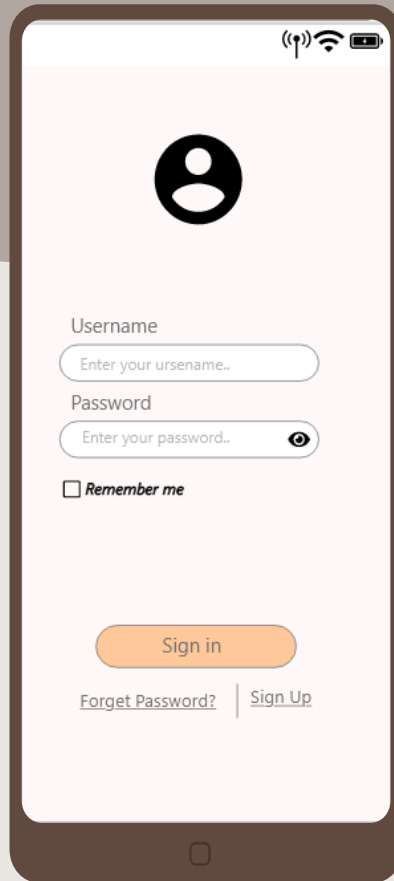 Username
Enter your ursename..
Password
Enter your password..
Remember me
Sign in
Forget Password?
Sign Up